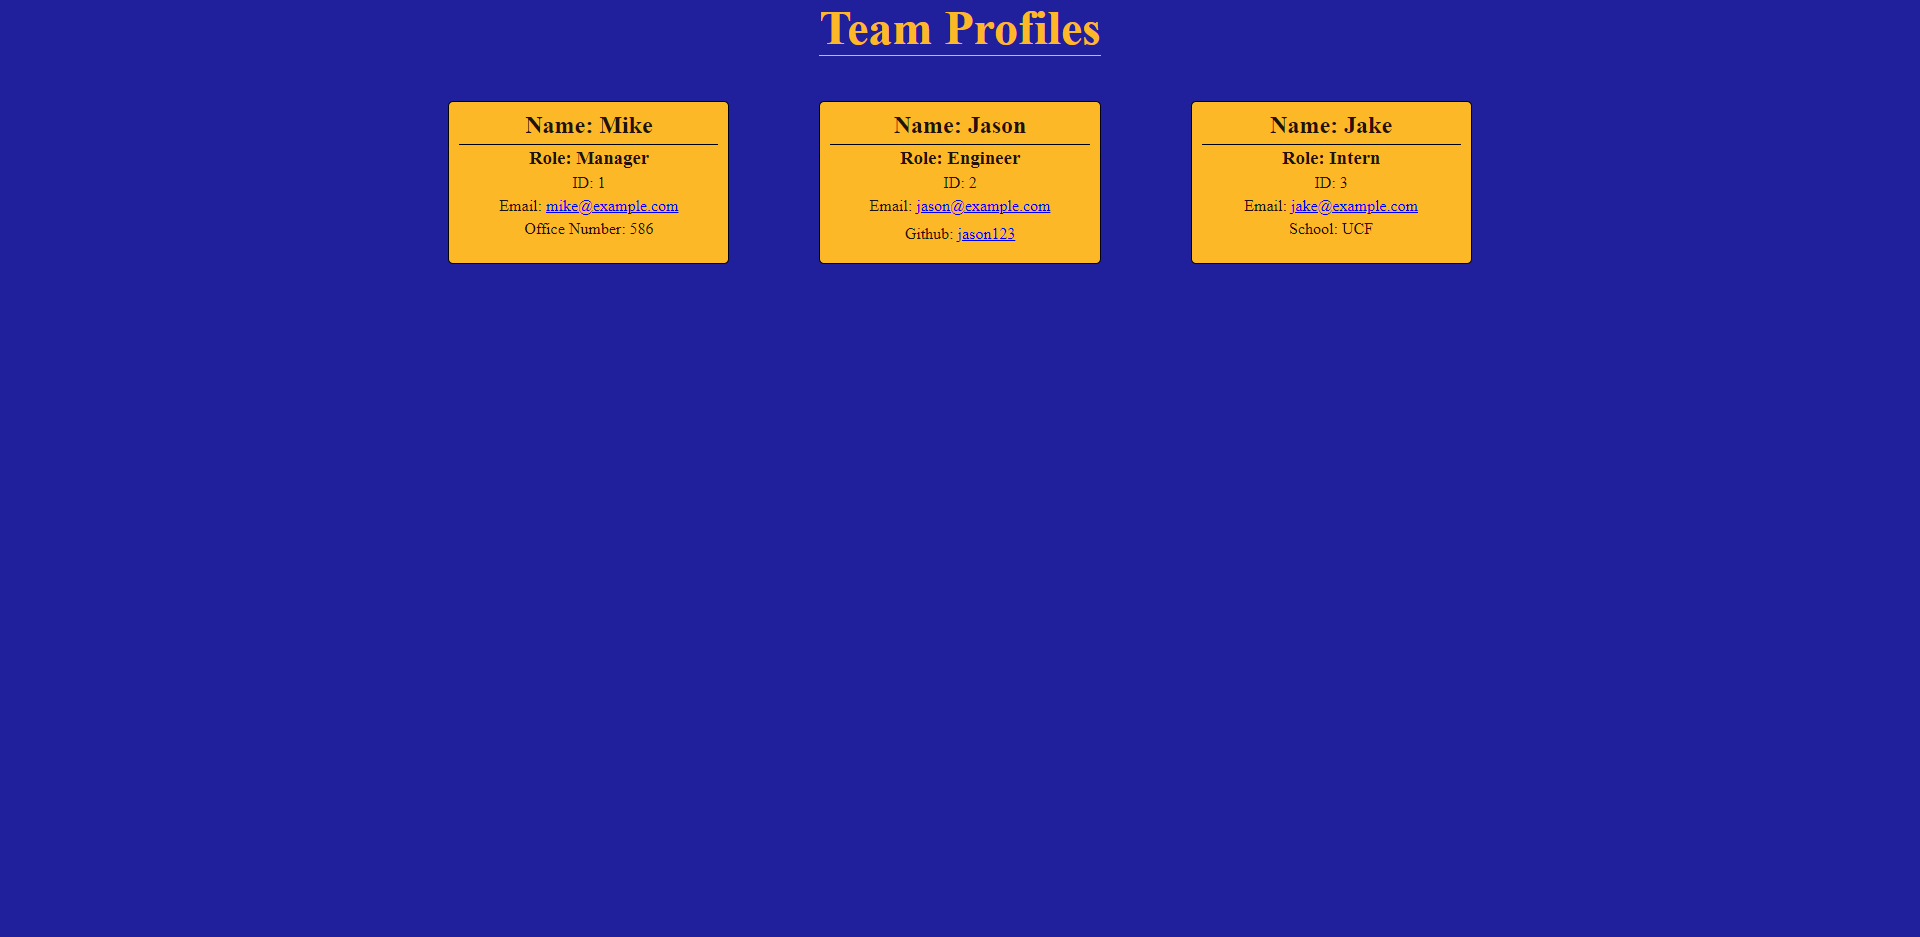 Team Profiles
Name: Mike
Role: Manager
ID: 1
Email: mike@example.com
Office Number: 586
Name: Jason
Role: Engineer
ID: 2
Email: jason@example.com
Github: jason123
Name: Jake
Role: Intern
ID: 3
Email: jake@example.com
School: UCF